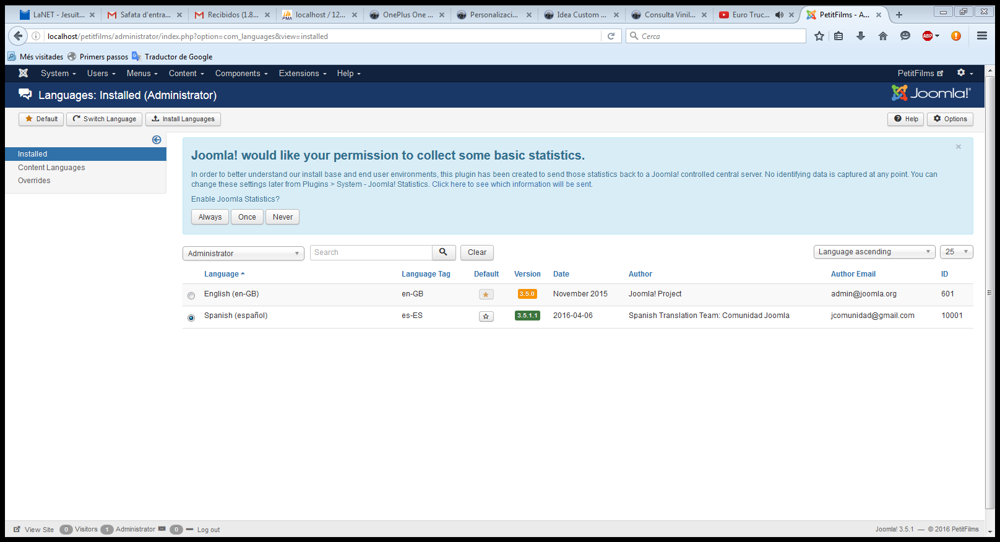 LaNET - Jesuït...
Safata d'entra...
Recibidos (1.8...
localhost / 12...
OnePlus One ...
Personalizaci...
Idea Custom ...
Consulta Vinil...
Euro Truc...
PetitFilms - A...
localhost/petitfilms/administrator/index.php?option=com_languages&view=installed
Cerca
ABP
Més visitades
Primers passos
Traductor de Google
System
Users
Menus
Content
Components
Extensions
Help
PetitFilms
Languages: Installed (Administrator)
Joomla!
Default
Switch Language
Install Languages
Help
Options
Installed
Content Languages
Overrides
Joomla! would like your permission to collect some basic statistics.
In order to better understand our install base and end user environments, this plugin has been created to send those statistics back to a Joomla! controlled central server. No identifying data is captured at any point. You can
change these settings later from Plugins > System - Joomla! Statistics. Click here to see which information will be sent.
Enable Joomla Statistics?
Always
Once
Never
Administrator
Search
Clear
Language ascending
25
Language
Language Tag
Default
Version
Date
Author
Author Email
ID
English (en-GB)
en-GB
3.5.0
November 2015
Joomla! Project
admin@joomla.org
601
Spanish (español)
es-ES
3.5.1.1
2016-04-06
Spanish Translation Team: Comunidad Joomla
jcomunidad@gmail.com
10001
View Site
0 Visitors
1 Administrator
0
Log out
Joomla! 3.5.1 — © 2016 PetitFilms